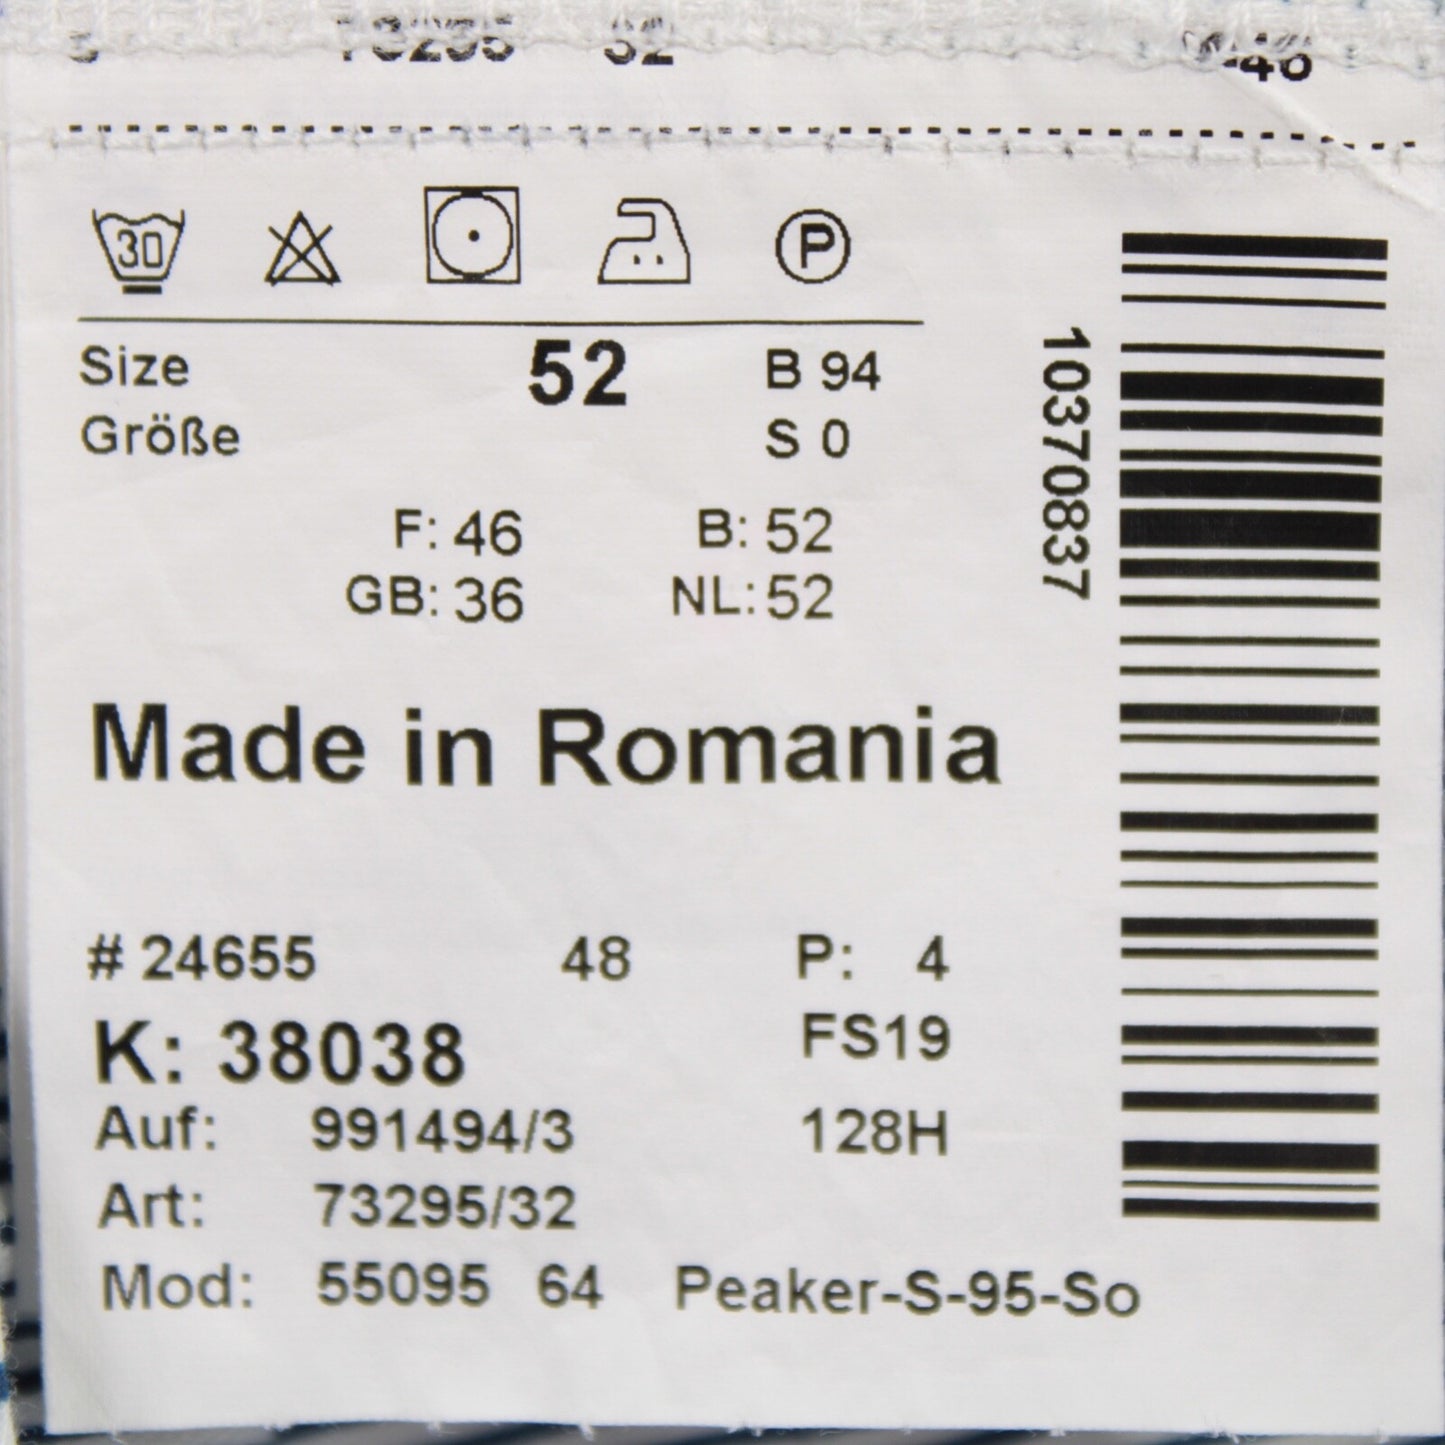 30 P
Size 52 B 94
Größe S 0
F: 46 B: 52
GB: 36 NL: 52
10370837
Made in Romania
# 24655 48 P: 4
K: 38038 FS19
Auf: 991494/3 128H
Art: 73295/32
Mod: 55095 64 Peaker-S-95-So